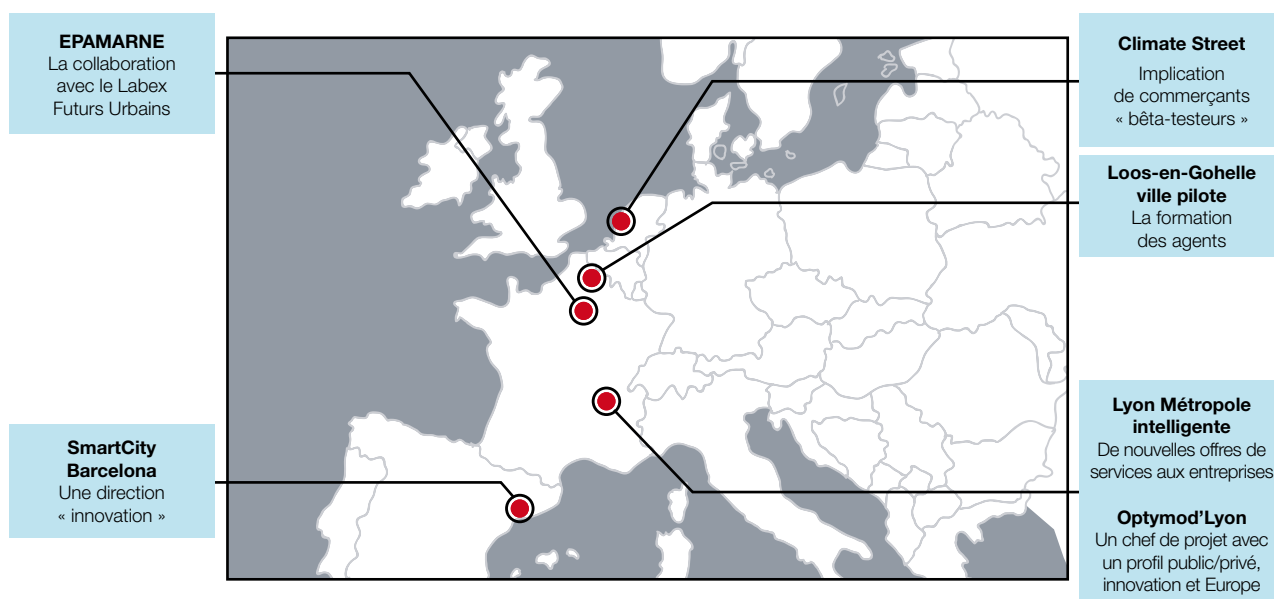 EPAMARNE
La collaboration
avec le Labex
Futurs Urbains
SmartCity
Barcelona
Une direction
« innovation »
Climate Street
Implication
de commerçants
« bêta-testeurs »
Loos-en-Gohelle
ville pilote
La formation
des agents
Lyon Métropole
intelligente
De nouvelles offres de
services aux entreprises
Optymod’Lyon
Un chef de projet avec
un profil public/privé,
innovation et Europe